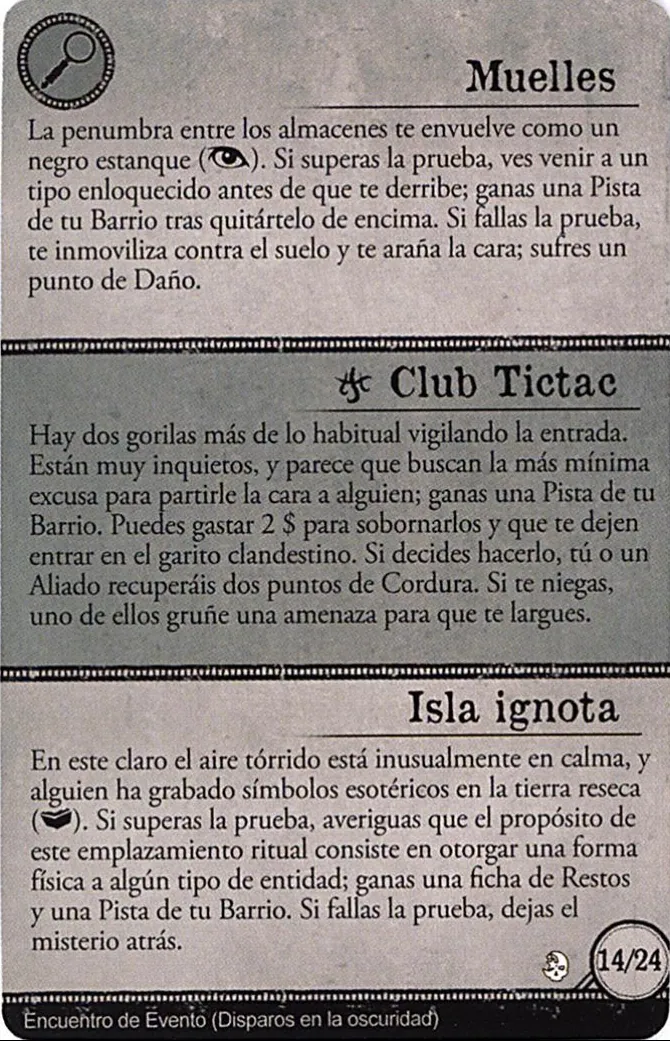 Muelles
La penumbra entre los almacenes te envuelve como un
negro estanque (). Si superas la prueba, ves venir a un
tipo enloquecido antes de que te derribe; ganas una Pista
de tu Barrio tras quitártelo de encima. Si fallas la prueba,
te inmoviliza contra el suelo y te araña la cara; sufres un
punto de Daño.
Club Tictac
Hay dos gorilas más de lo habitual vigilando la entrada.
Están muy inquietos, y parece que buscan la más mínima
excusa para partirle la cara a alguien; ganas una Pista de tu
Barrio. Puedes gastar 2 $ para sobornarlos y que te dejen
entrar en el garito clandestino. Si decides hacerlo, tú o un
Aliado recuperáis dos puntos de Cordura. Si te niegas,
uno de ellos gruñe una amenaza para que te largues.
Isla ignota
En este claro el aire tórrido está inusualmente en calma, y
alguien ha grabado símbolos esotéricos en la tierra reseca
(). Si superas la prueba, averiguas que el propósito de
este emplazamiento ritual consiste en otorgar una forma
física a algún tipo de entidad; ganas una ficha de Restos
y una Pista de tu Barrio. Si fallas la prueba, dejas el
misterio atrás.
14/24
Encuentro de Evento (Disparos en la oscuridad)